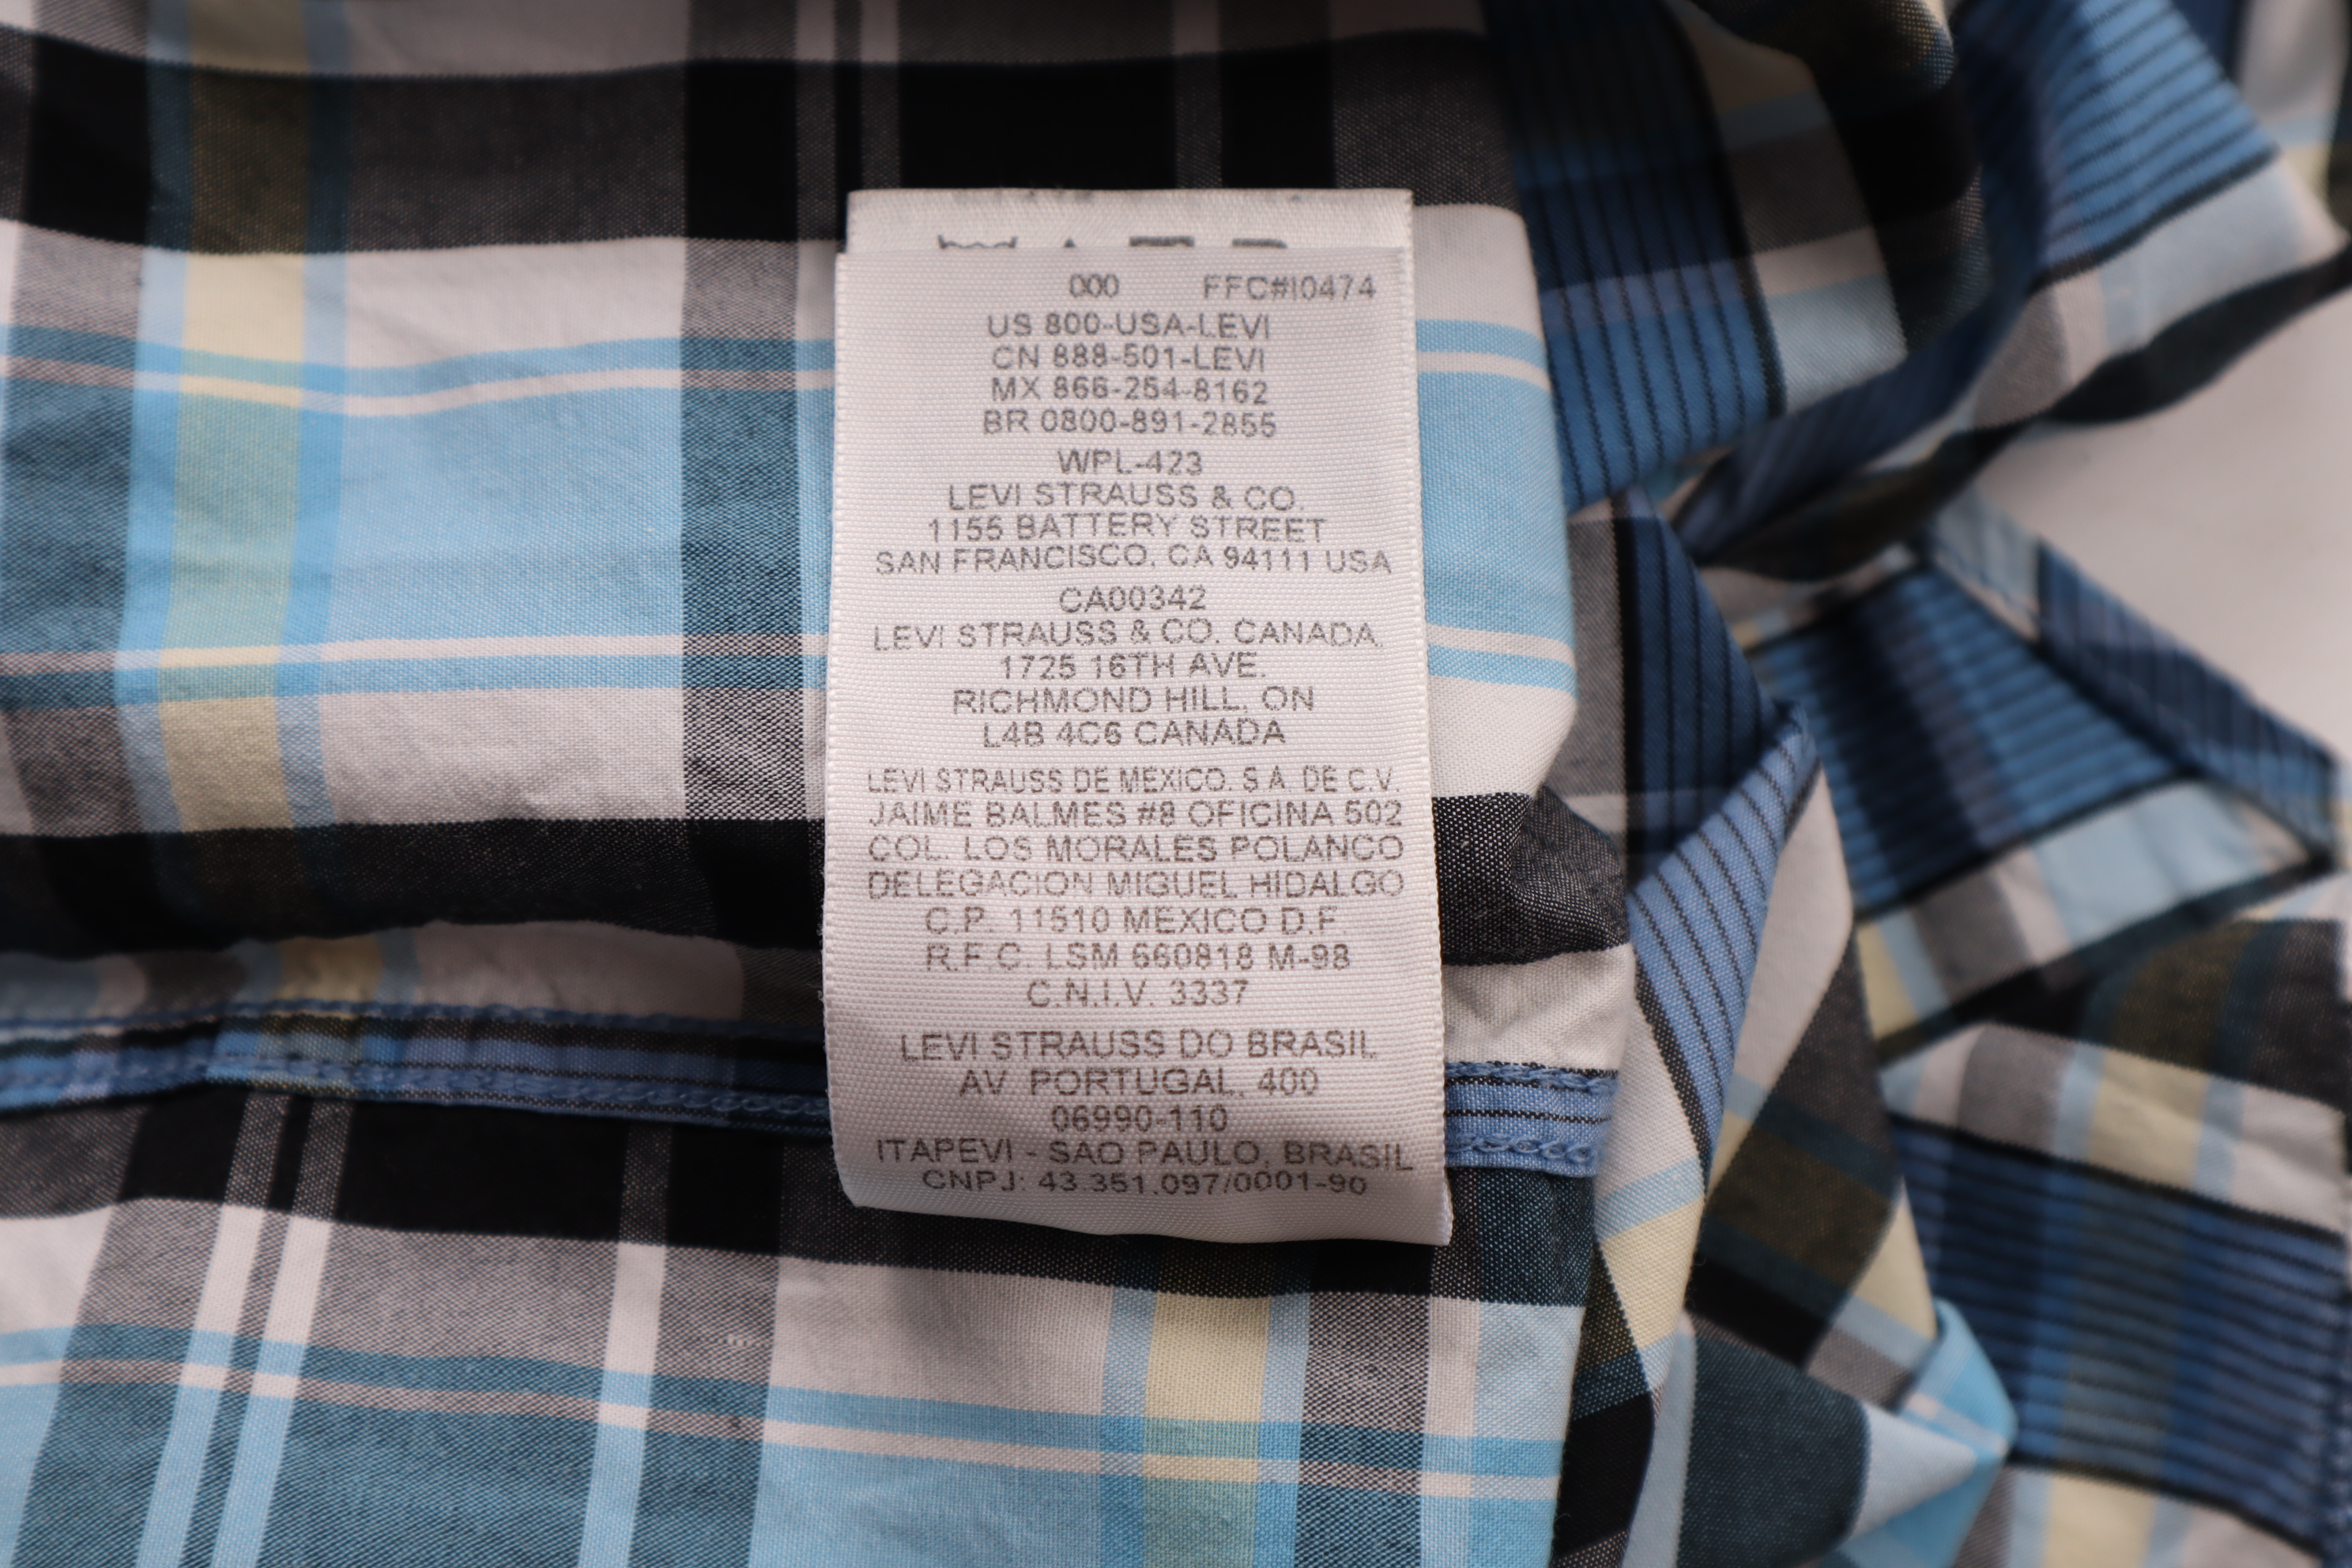 000 FFC#I0474
US 800-USA-LEVI
CN 888-501-LEVI
MX 866-254-8162
BR 0800-891-2855
WPL-423
LEVI STRAUSS & CO.
1155 BATTERY STREET
SAN FRANCISCO, CA 94111 USA
CA00342
LEVI STRAUSS & CO. CANADA,
1725 16TH AVE.
RICHMOND HILL, ON
L4B 4C6 CANADA
LEVI STRAUSS DE MEXICO, S.A. DE C.V.
JAIME BALMES #8 OFICINA 502
COL. LOS MORALES POLANCO
DELEGACION MIGUEL HIDALGO
C.P. 11510 MEXICO D.F
R.F.C. LSM 660818 M-98
C.N.I.V. 3337
LEVI STRAUSS DO BRASIL
AV PORTUGAL, 400
06990-110
ITAPEVI - SAO PAULO, BRASIL
CNPJ: 43.351.097/0001-90